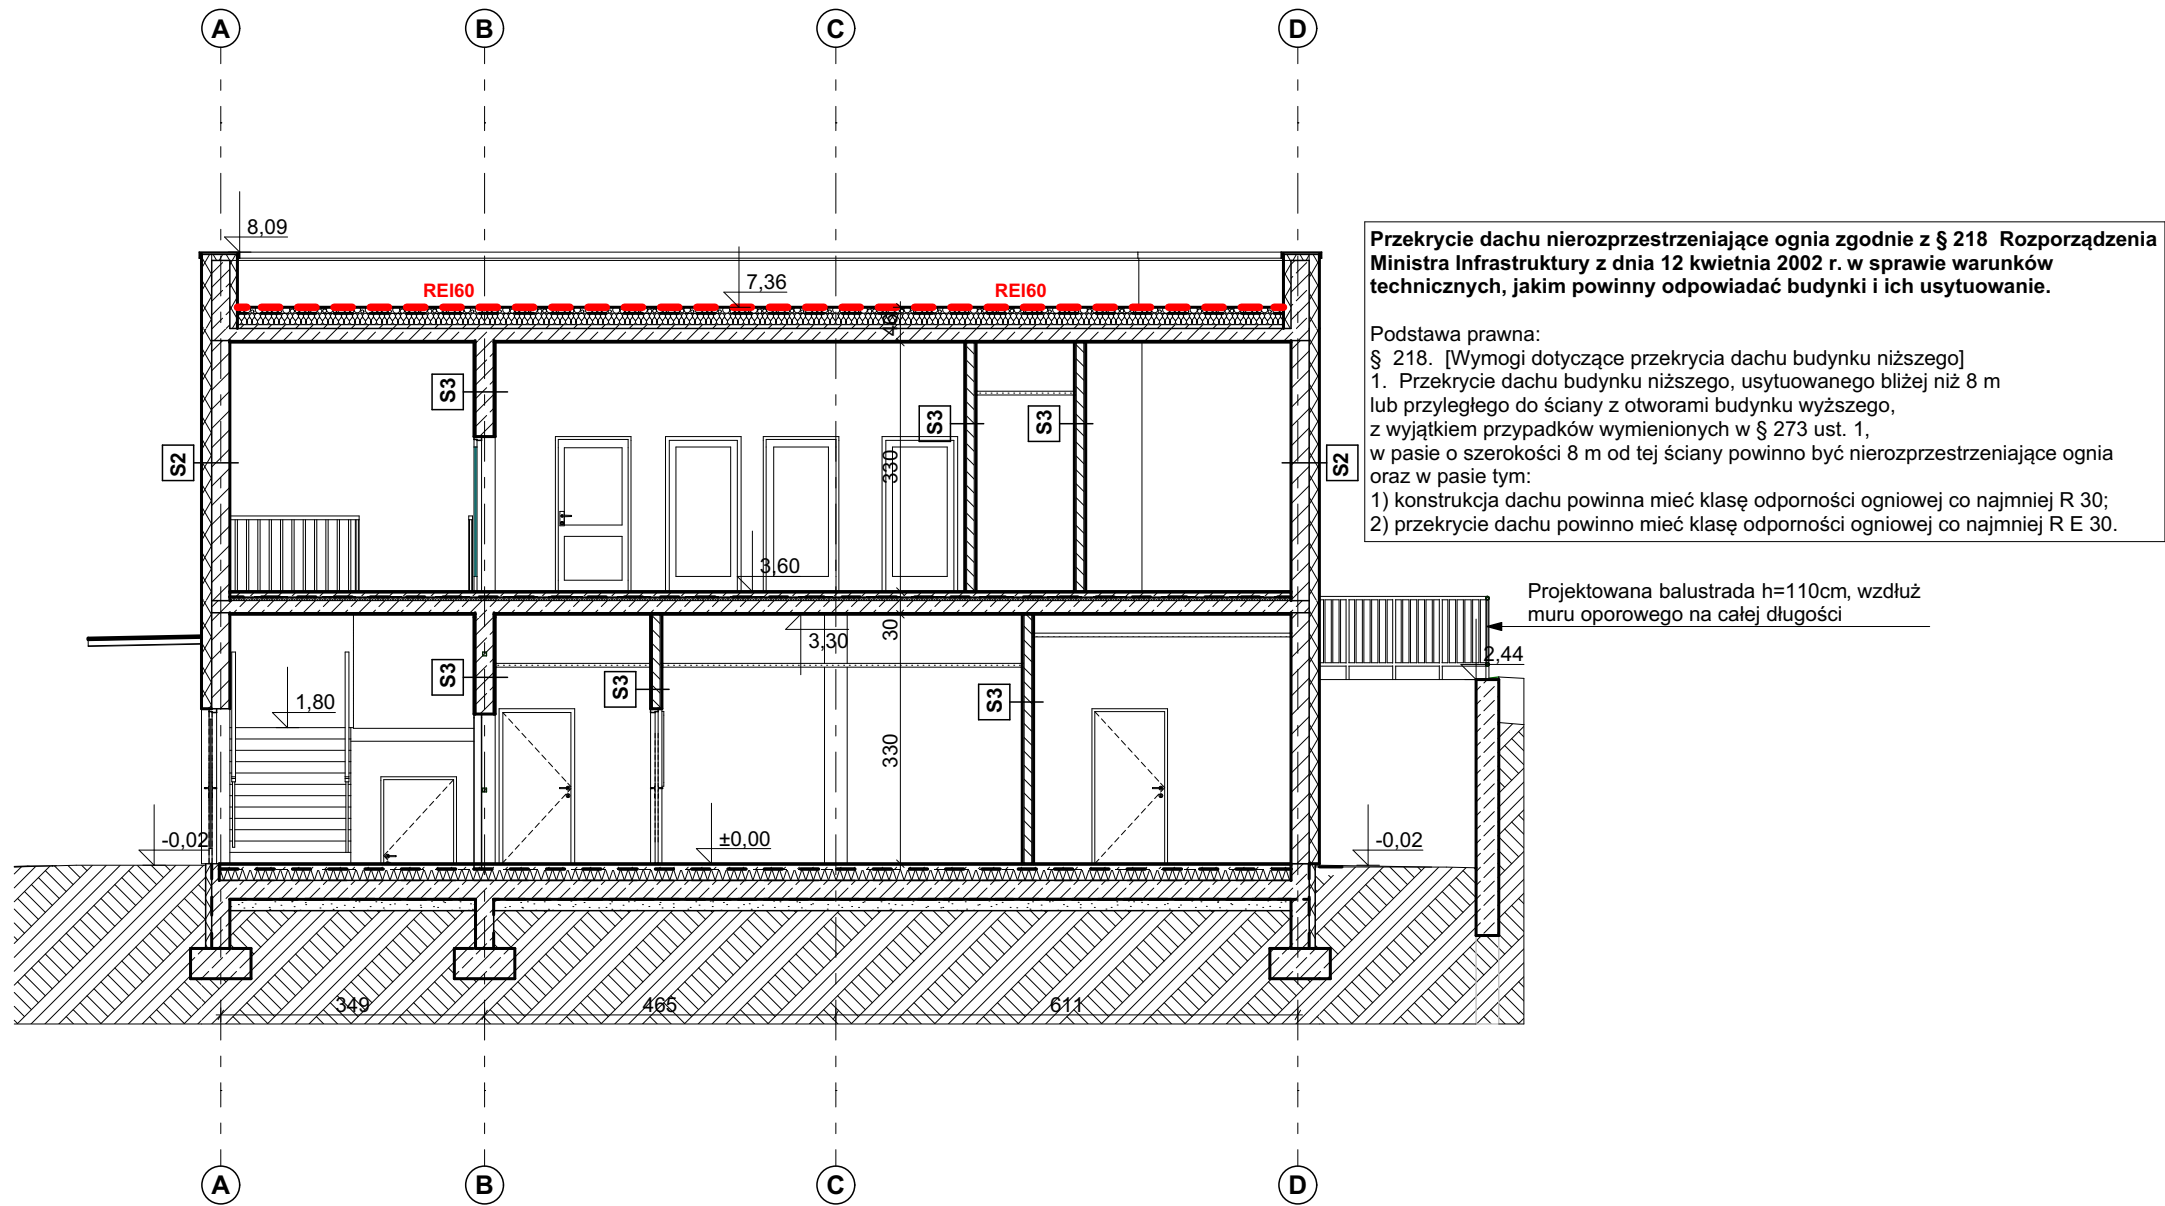 A
B
C
D
8,09
7,36
REI60
REI60
46
Przekrycie dachu nierozprzestrzeniające ognia zgodnie z § 218 Rozporządzenia
Ministra Infrastruktury z dnia 12 kwietnia 2002 r. w sprawie warunków
technicznych, jakim powinny odpowiadać budynki i ich usytuowanie.
Podstawa prawna:
§ 218. [Wymogi dotyczące przekrycia dachu budynku niższego]
1. Przekrycie dachu budynku niższego, usytuowanego bliżej niż 8 m
lub przyległego do ściany z otworami budynku wyższego,
z wyjątkiem przypadków wymienionych w § 273 ust. 1,
w pasie o szerokości 8 m od tej ściany powinno być nierozprzestrzeniające ognia
oraz w pasie tym:
1) konstrukcja dachu powinna mieć klasę odporności ogniowej co najmniej R 30;
2) przekrycie dachu powinno mieć klasę odporności ogniowej co najmniej R E 30.
S3
S3
S3
S2
S2
330
3,60
Projektowana balustrada h=110cm, wzdłuż
muru oporowego na całej długości
30
3,30
2,44
S3
S3
S3
1,80
330
-0,02
±0,00
-0,02
349
465
611
A
B
C
D